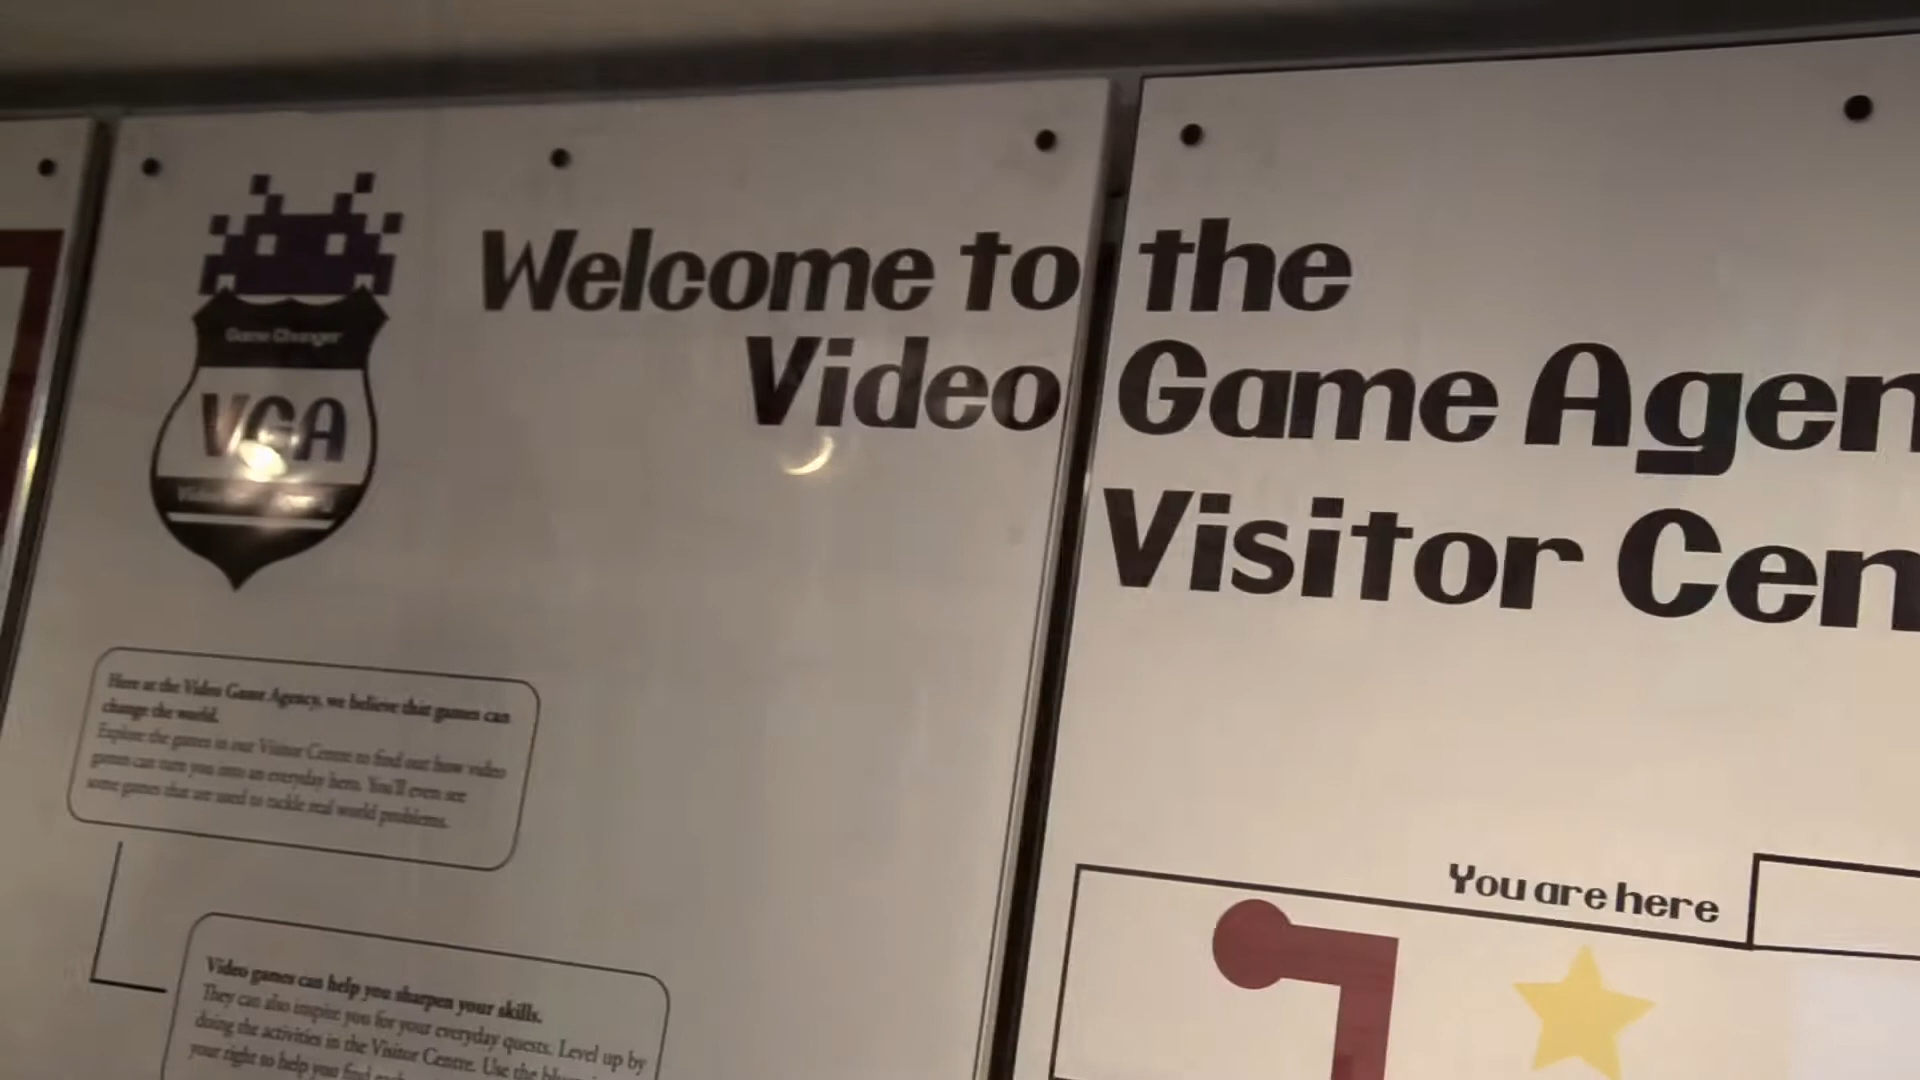 Welcome to the
Video Game Agen
Visitor Cen
Game Changer
VGA
Here at the Video Game Agency, we believe that games can
change the world.
Explore the games in our Visitor Centre to find out how video
games can turn you into an everyday hero. You'll even see
some games that are used to tackle real world problems.
Video games can help you sharpen your skills.
They can also inspire you for your everyday quests. Level up by
doing the activities in the Visitor Centre. Use the
your right to help you find
You are here